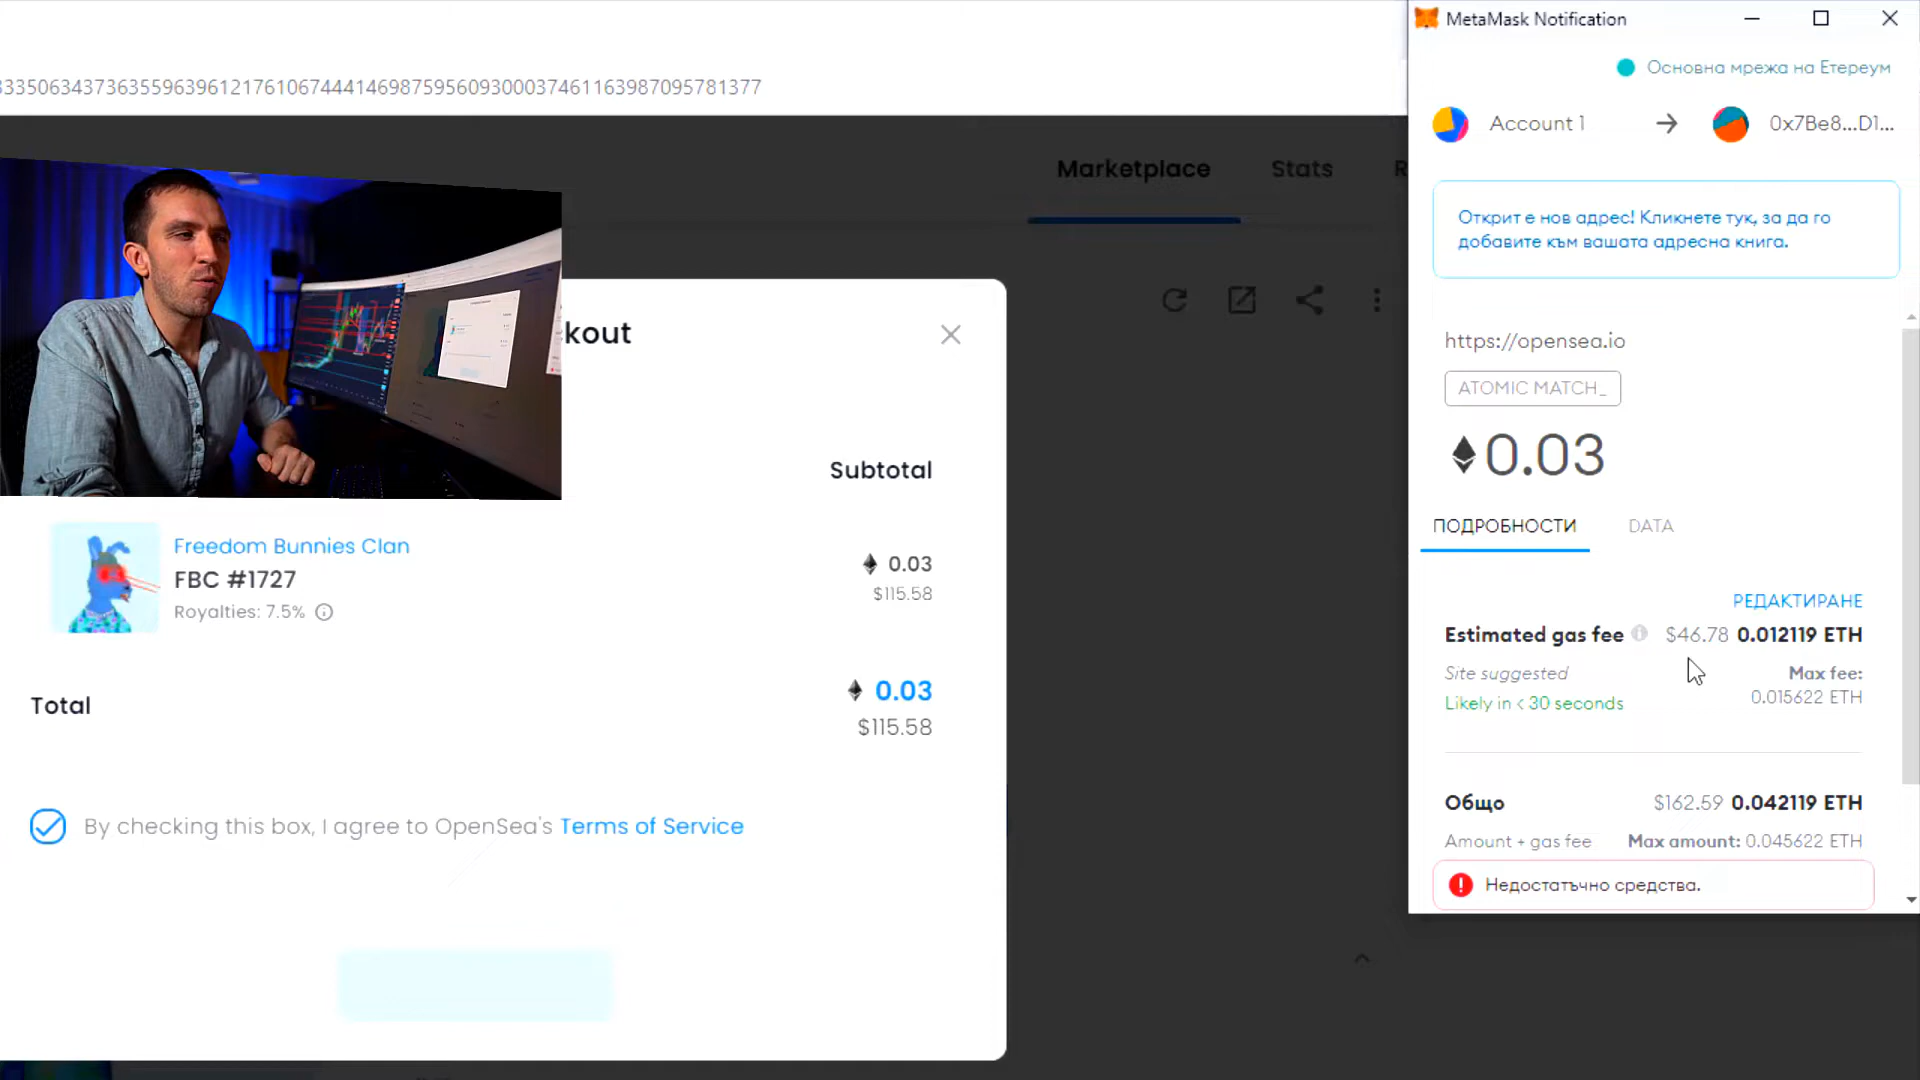 33506343736355963961217610674441469875956093000374611639870957​81377
Marketplace
Stats
R
kout
Subtotal
Freedom Bunnies Clan
FBC #1727
Royalties: 7.5%
0.03
$115.58
Total
0.03
$115.58
By checking this box, I agree to OpenSea's Terms of Service
MetaMask Notification
Основна мрежа на Етереум
Account 1
0x7Be8...D1...
Открит е нов адрес! Кликнете тук, за да го
добавите към вашата адресна книга.
https://opensea.io
ATOMIC MATCH_
0.03
ПОДРОБНОСТИ
DATA
РЕДАКТИРАНЕ
Estimated gas fee $46.78 0.012119 ETH
Site suggested
Max fee:
Likely in < 30 seconds
0.015622 ETH
Общо
$162.59 0.042119 ETH
Amount + gas fee
Max amount: 0.045622 ETH
Недостатъчно средства.